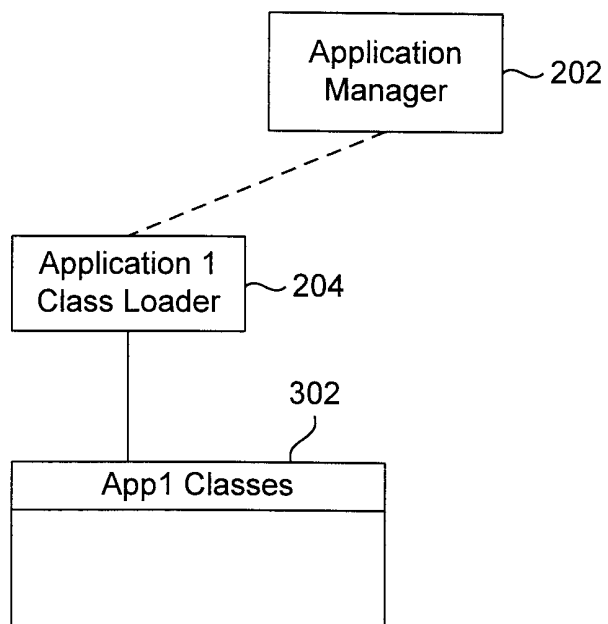 Application
Manager
202
Application 1
Class Loader
204
302
App1 Classes